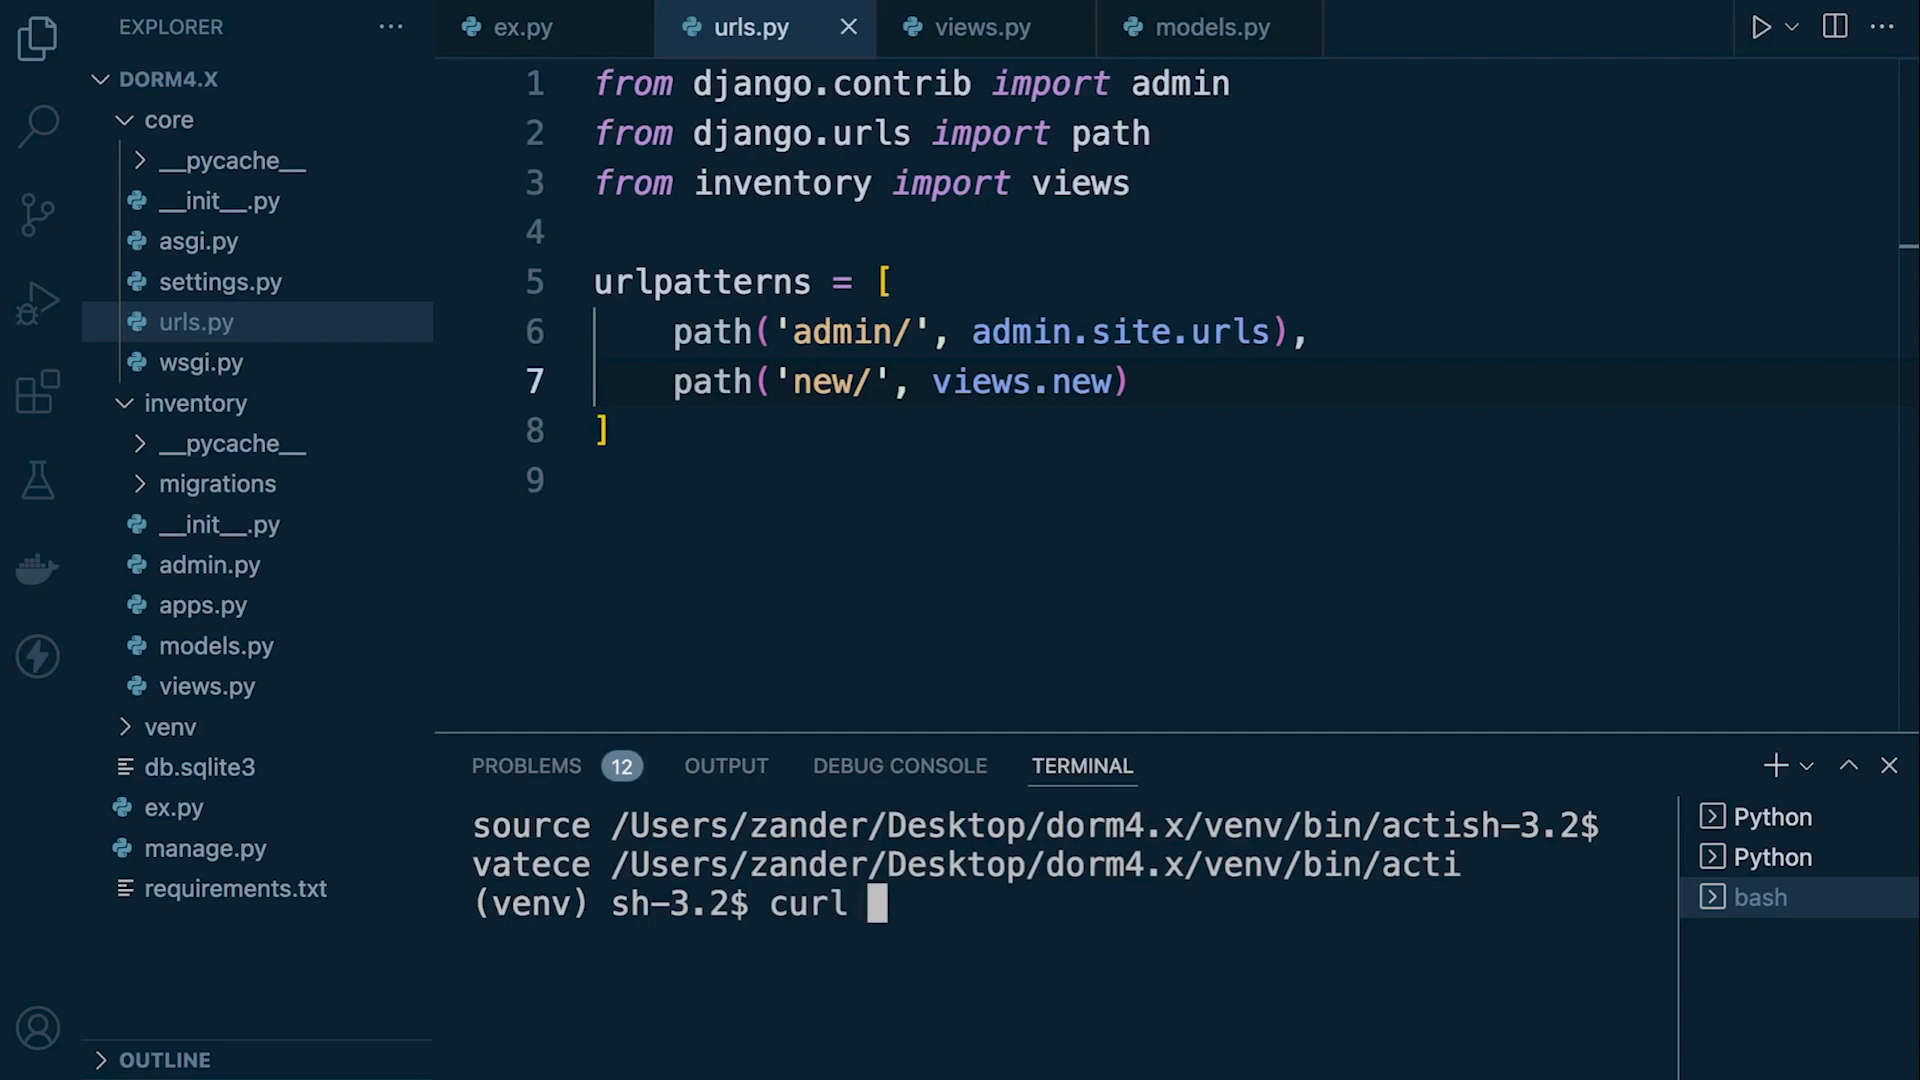 EXPLORER
DORM4.X
core
__pycache__
__init__.py
asgi.py
settings.py
urls.py
wsgi.py
inventory
__pycache__
migrations
__init__.py
admin.py
apps.py
models.py
views.py
venv
db.sqlite3
ex.py
manage.py
requirements.txt
OUTLINE
ex.py
urls.py
views.py
models.py
1 from django.contrib import admin
2 from django.urls import path
3 from inventory import views
4
5 urlpatterns = [
6     path('admin/', admin.site.urls),
7     path('new/', views.new)
8 ]
9
PROBLEMS 12 OUTPUT DEBUG CONSOLE TERMINAL
source /Users/zander/Desktop/dorm4.x/venv/bin/actish-3.2$
vatece /Users/zander/Desktop/dorm4.x/venv/bin/acti
(venv) sh-3.2$ curl
Python
Python
bash